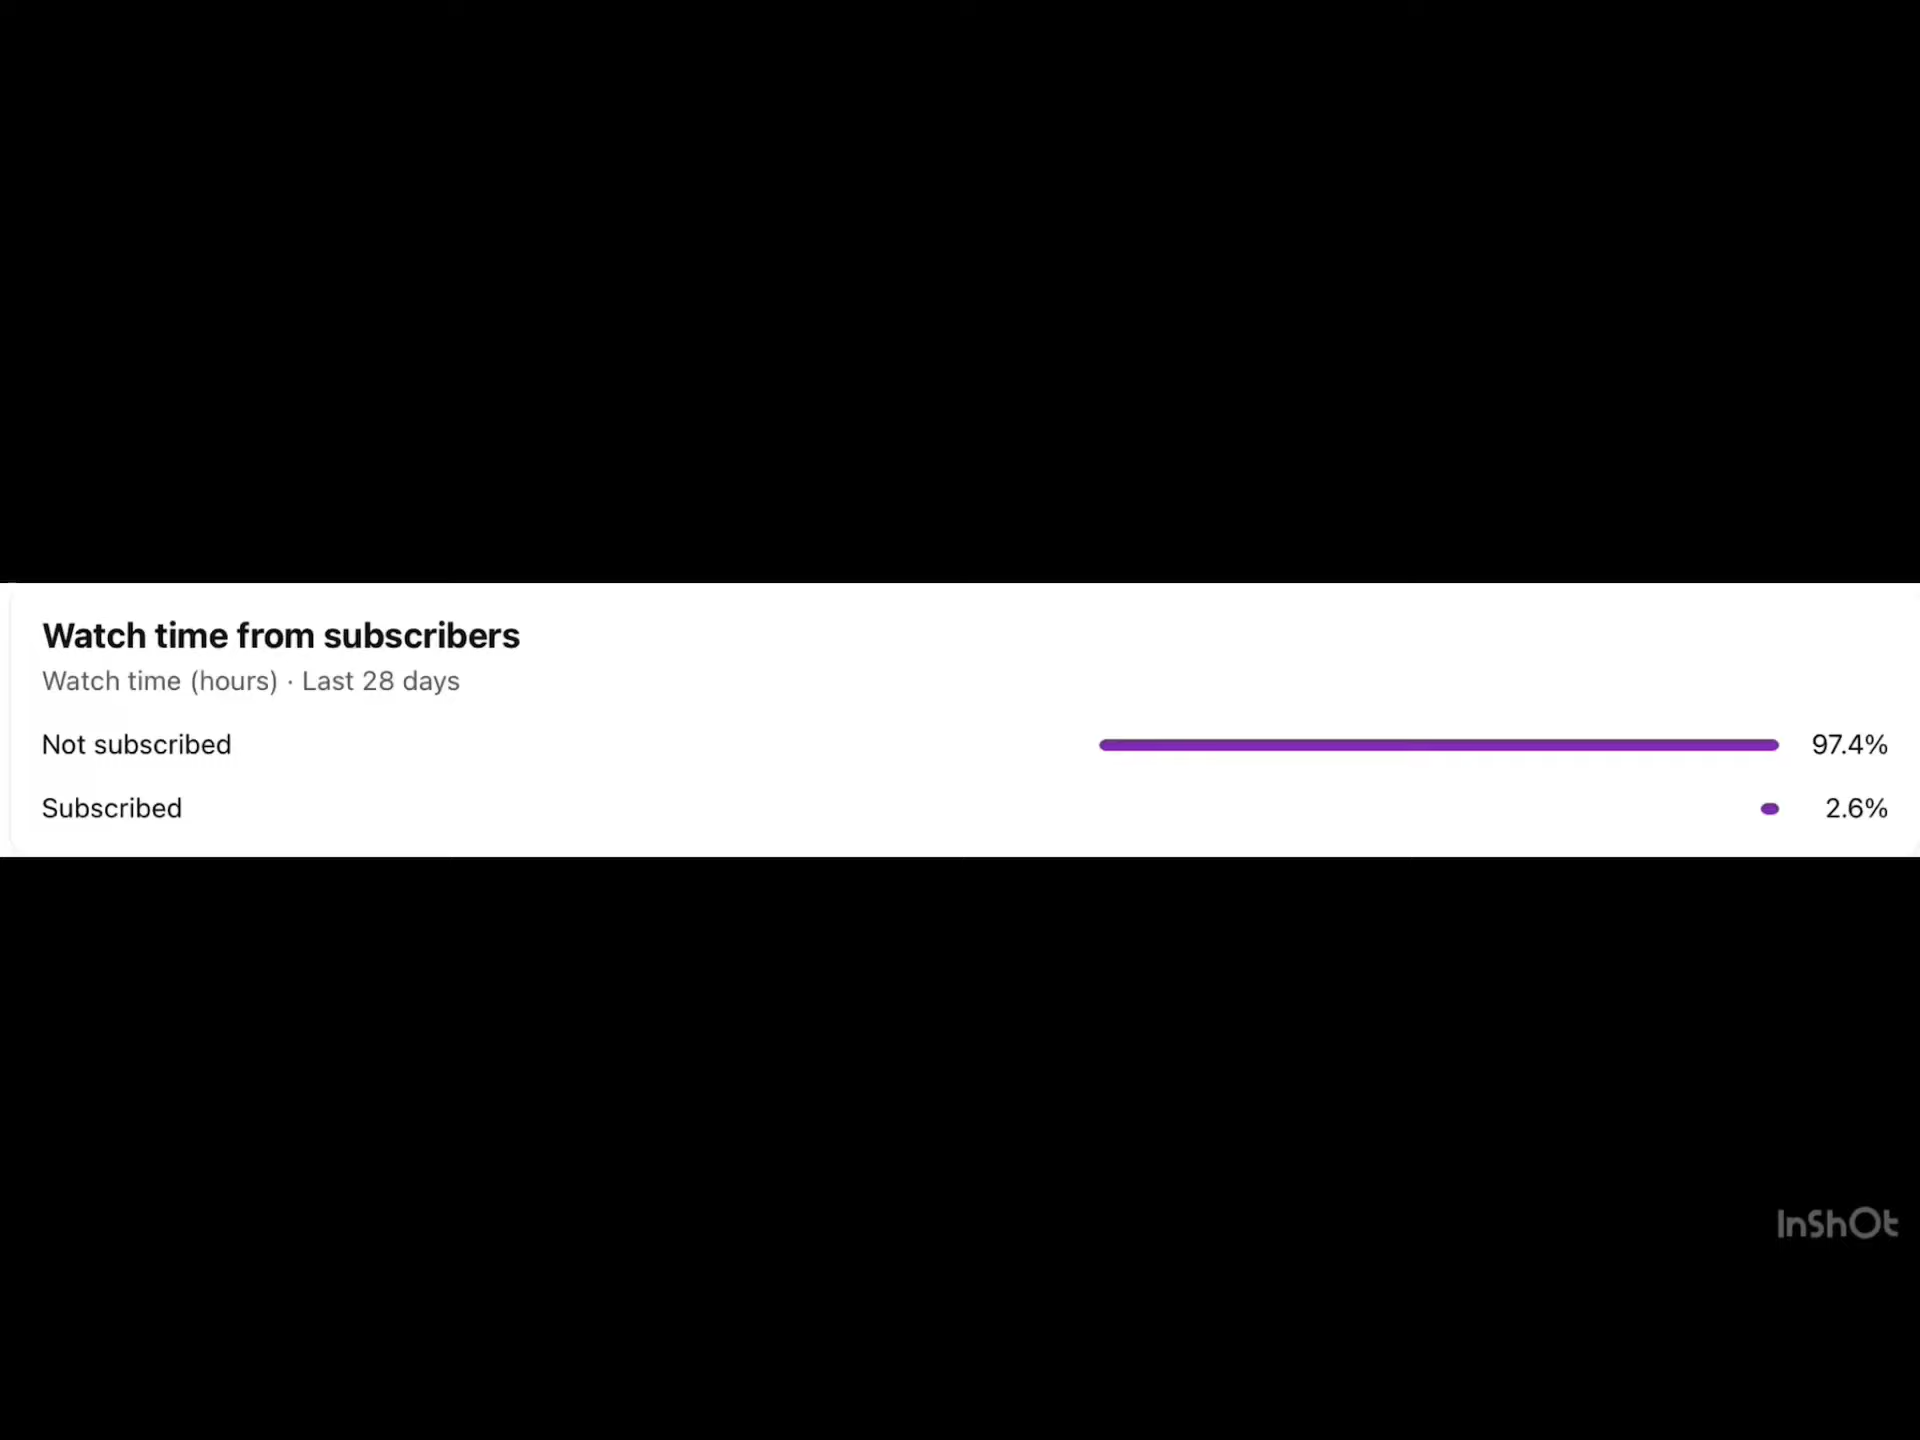 Watch time from subscribers
Watch time (hours) · Last 28 days
Not subscribed 97.4%
Subscribed 2.6%
InShOt